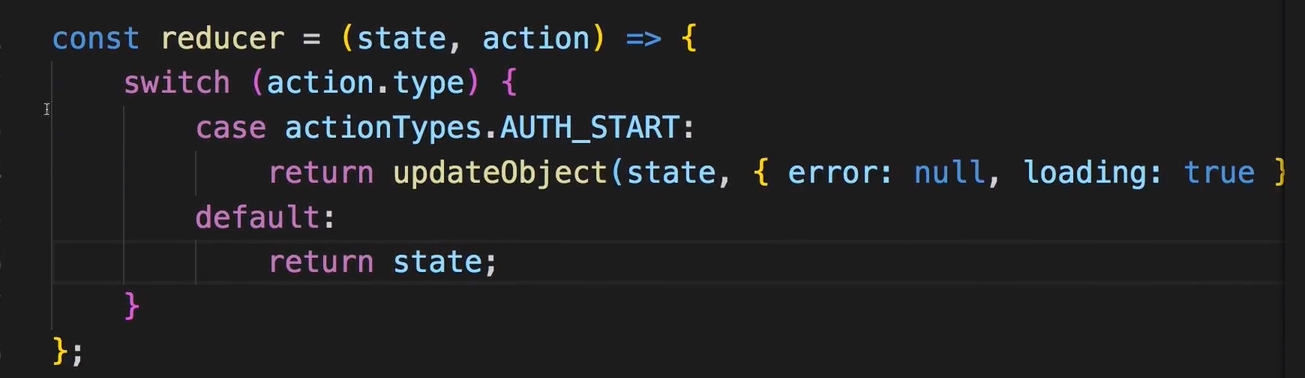 const reducer = (state, action) => {
    switch (action.type) {
        case actionTypes.AUTH_START:
            return updateObject(state, { error: null, loading: true }
        default:
            return state;
    }
};